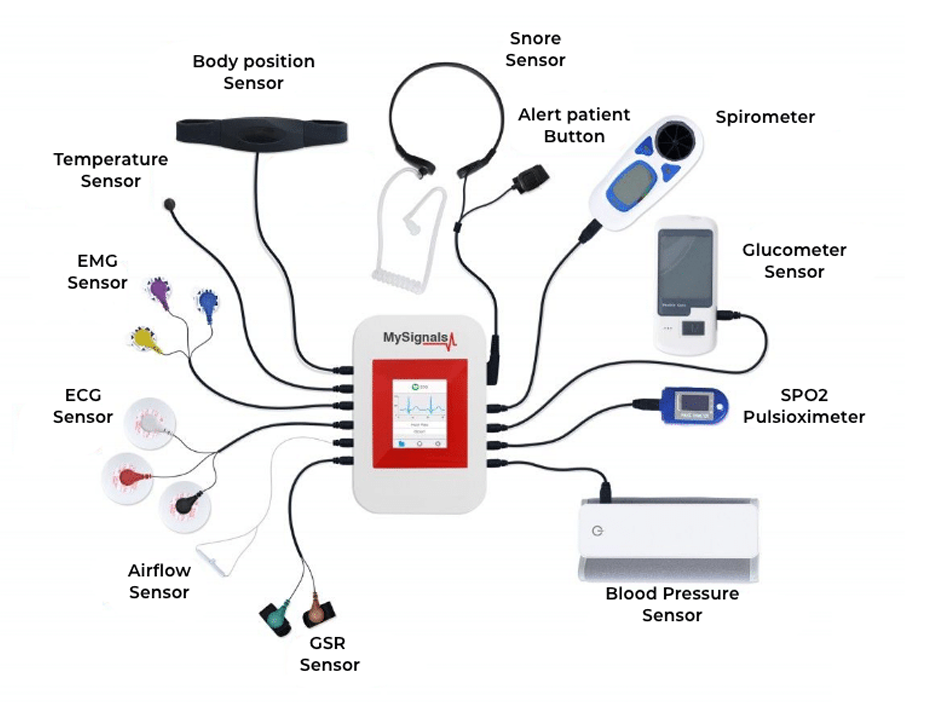 Snore
Sensor
Body position
Sensor
Alert patient
Button
Spirometer
Temperature
Sensor
Glucometer
Sensor
EMG
Sensor
MySignals
ECG
Sensor
SPO2
Pulsioximeter
Airflow
Sensor
Blood Pressure
Sensor
GSR
Sensor